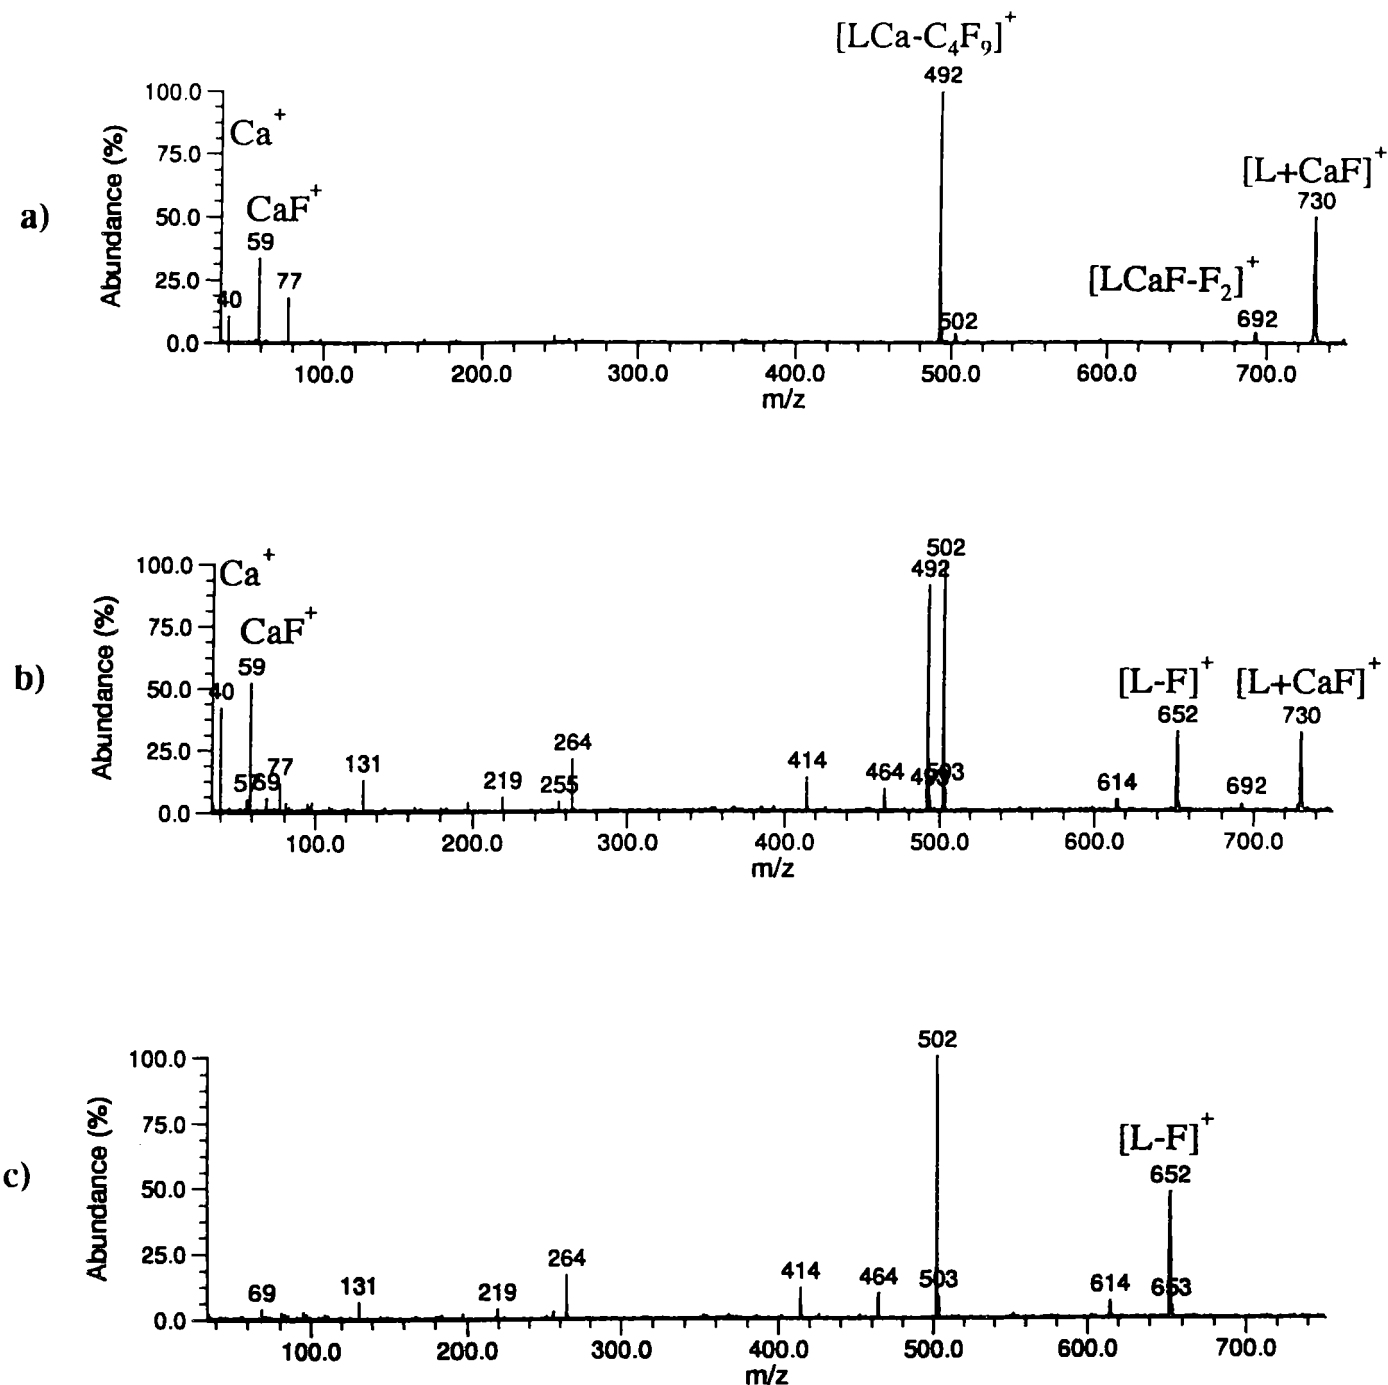 [LCa-C₄F₉]⁺
492
100.0
Ca⁺
75.0
[L+CaF]⁺
730
CaF⁺
a)
Abundance (%)
50.0
59
[LCaF-F₂]⁺
25.0
77
40
502
692
0.0
100.0 200.0 300.0 400.0 500.0 600.0 700.0
m/z
502
100.0
Ca⁺
492
CaF⁺
75.0
b)
Abundance (%)
59
[L-F]⁺ [L+CaF]⁺
50.0
40
652 730
25.0
264
77 131
414
57 69
219 255
464 493 503
614 692
0.0
100.0 200.0 300.0 400.0 500.0 600.0 700.0
m/z
502
100.0
75.0
[L-F]⁺
c)
Abundance (%)
50.0
652
25.0
264
414
464 503
614 653
69 131 219
0.0
100.0 200.0 300.0 400.0 500.0 600.0 700.0
m/z